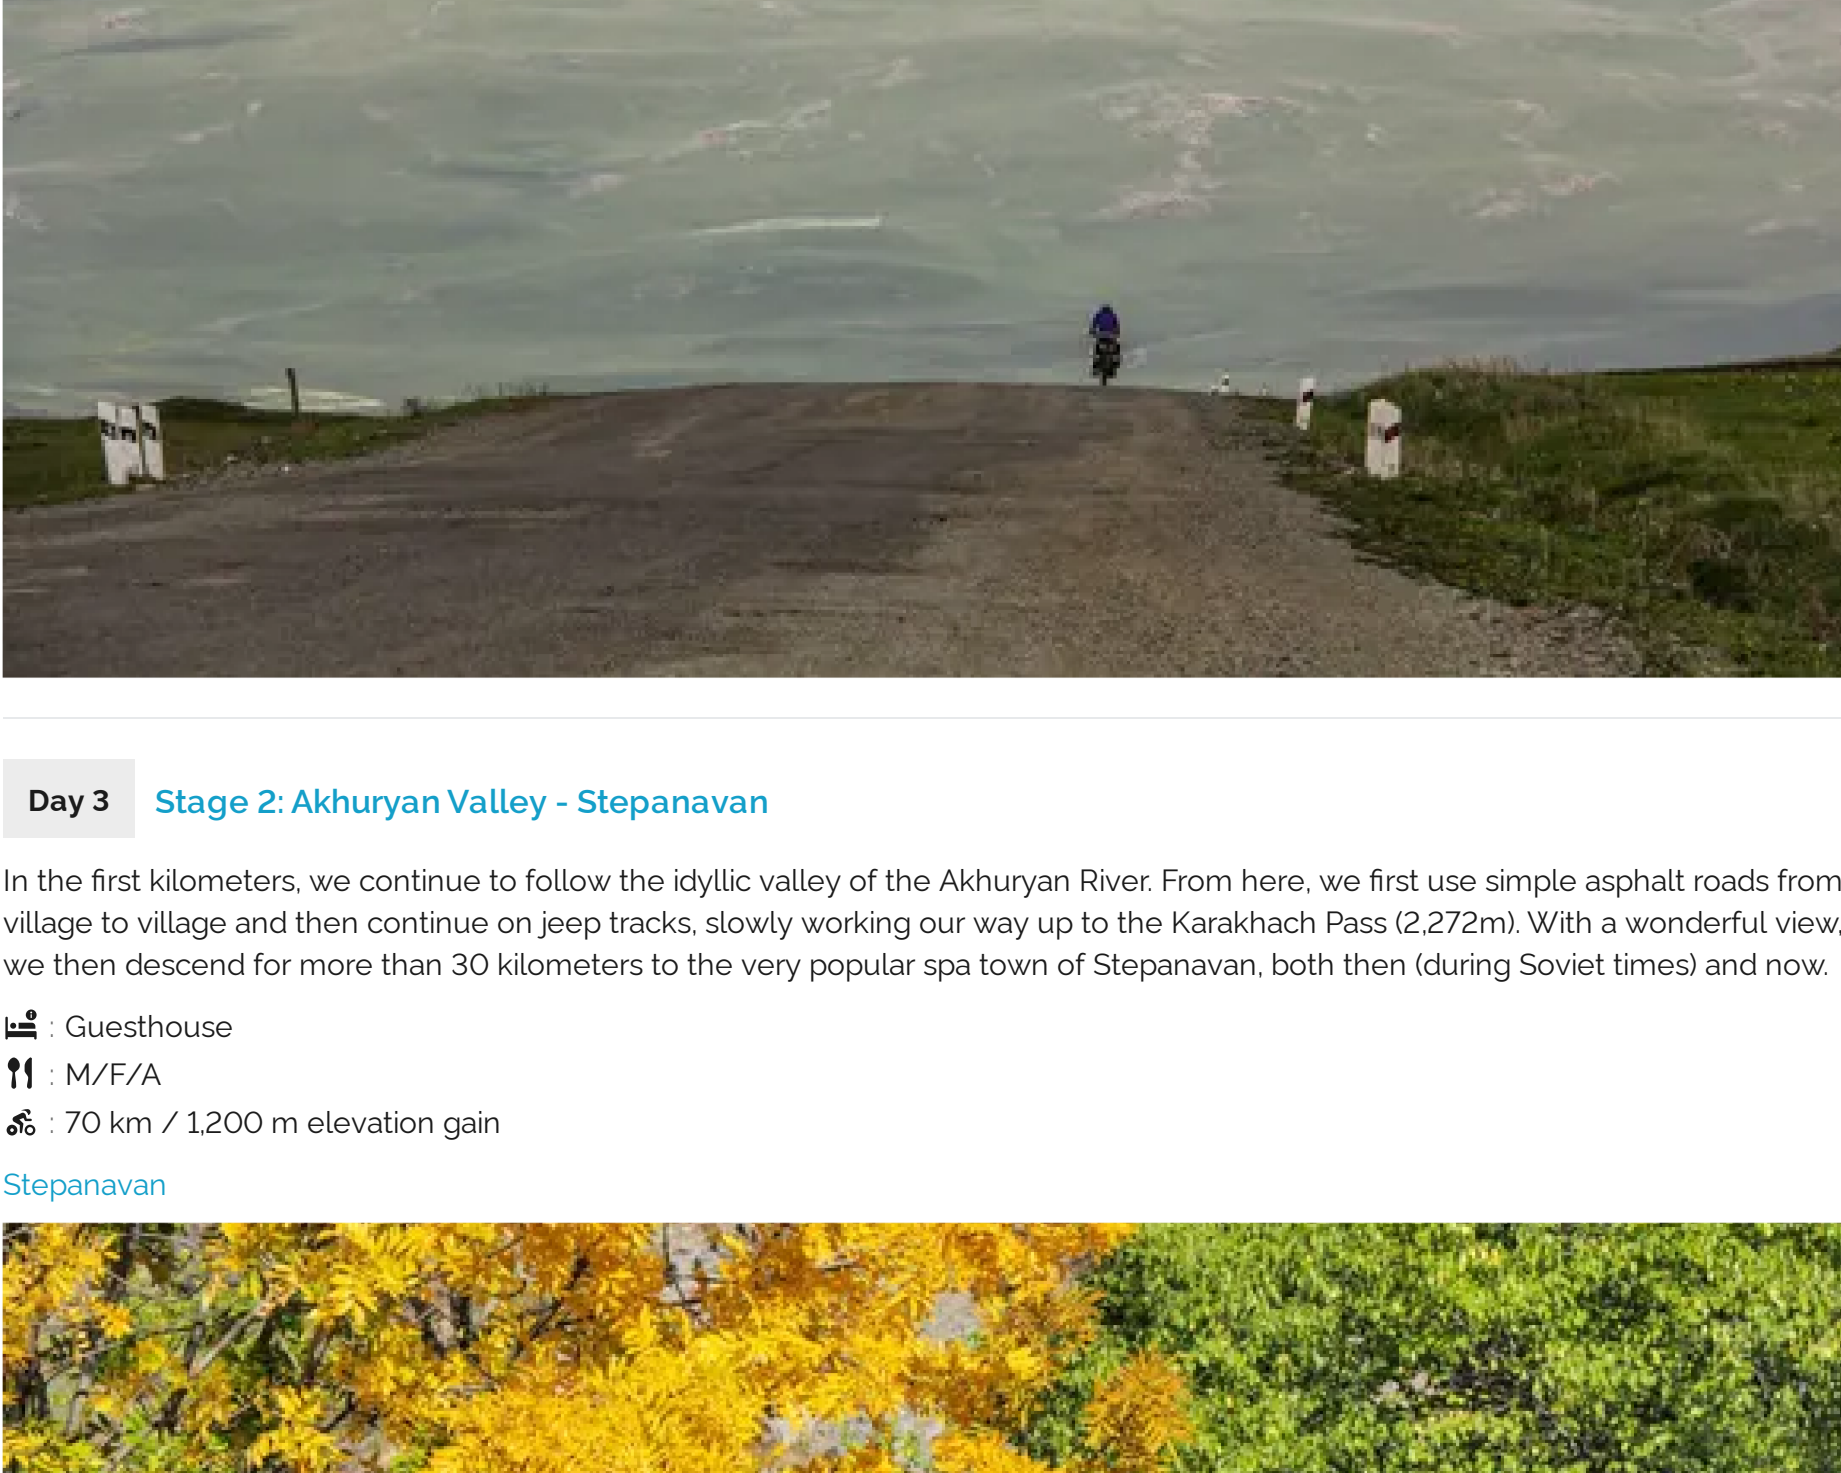 Day 3
Stage 2: Akhuryan Valley - Stepanavan
In the first kilometers, we continue to follow the idyllic valley of the Akhuryan River. From here, we first use simple asphalt roads from
village to village and then continue on jeep tracks, slowly working our way up to the Karakhach Pass (2,272m). With a wonderful view,
we then descend for more than 30 kilometers to the very popular spa town of Stepanavan, both then (during Soviet times) and now.
: Guesthouse
: M/F/A
: 70 km / 1,200 m elevation gain
Stepanavan